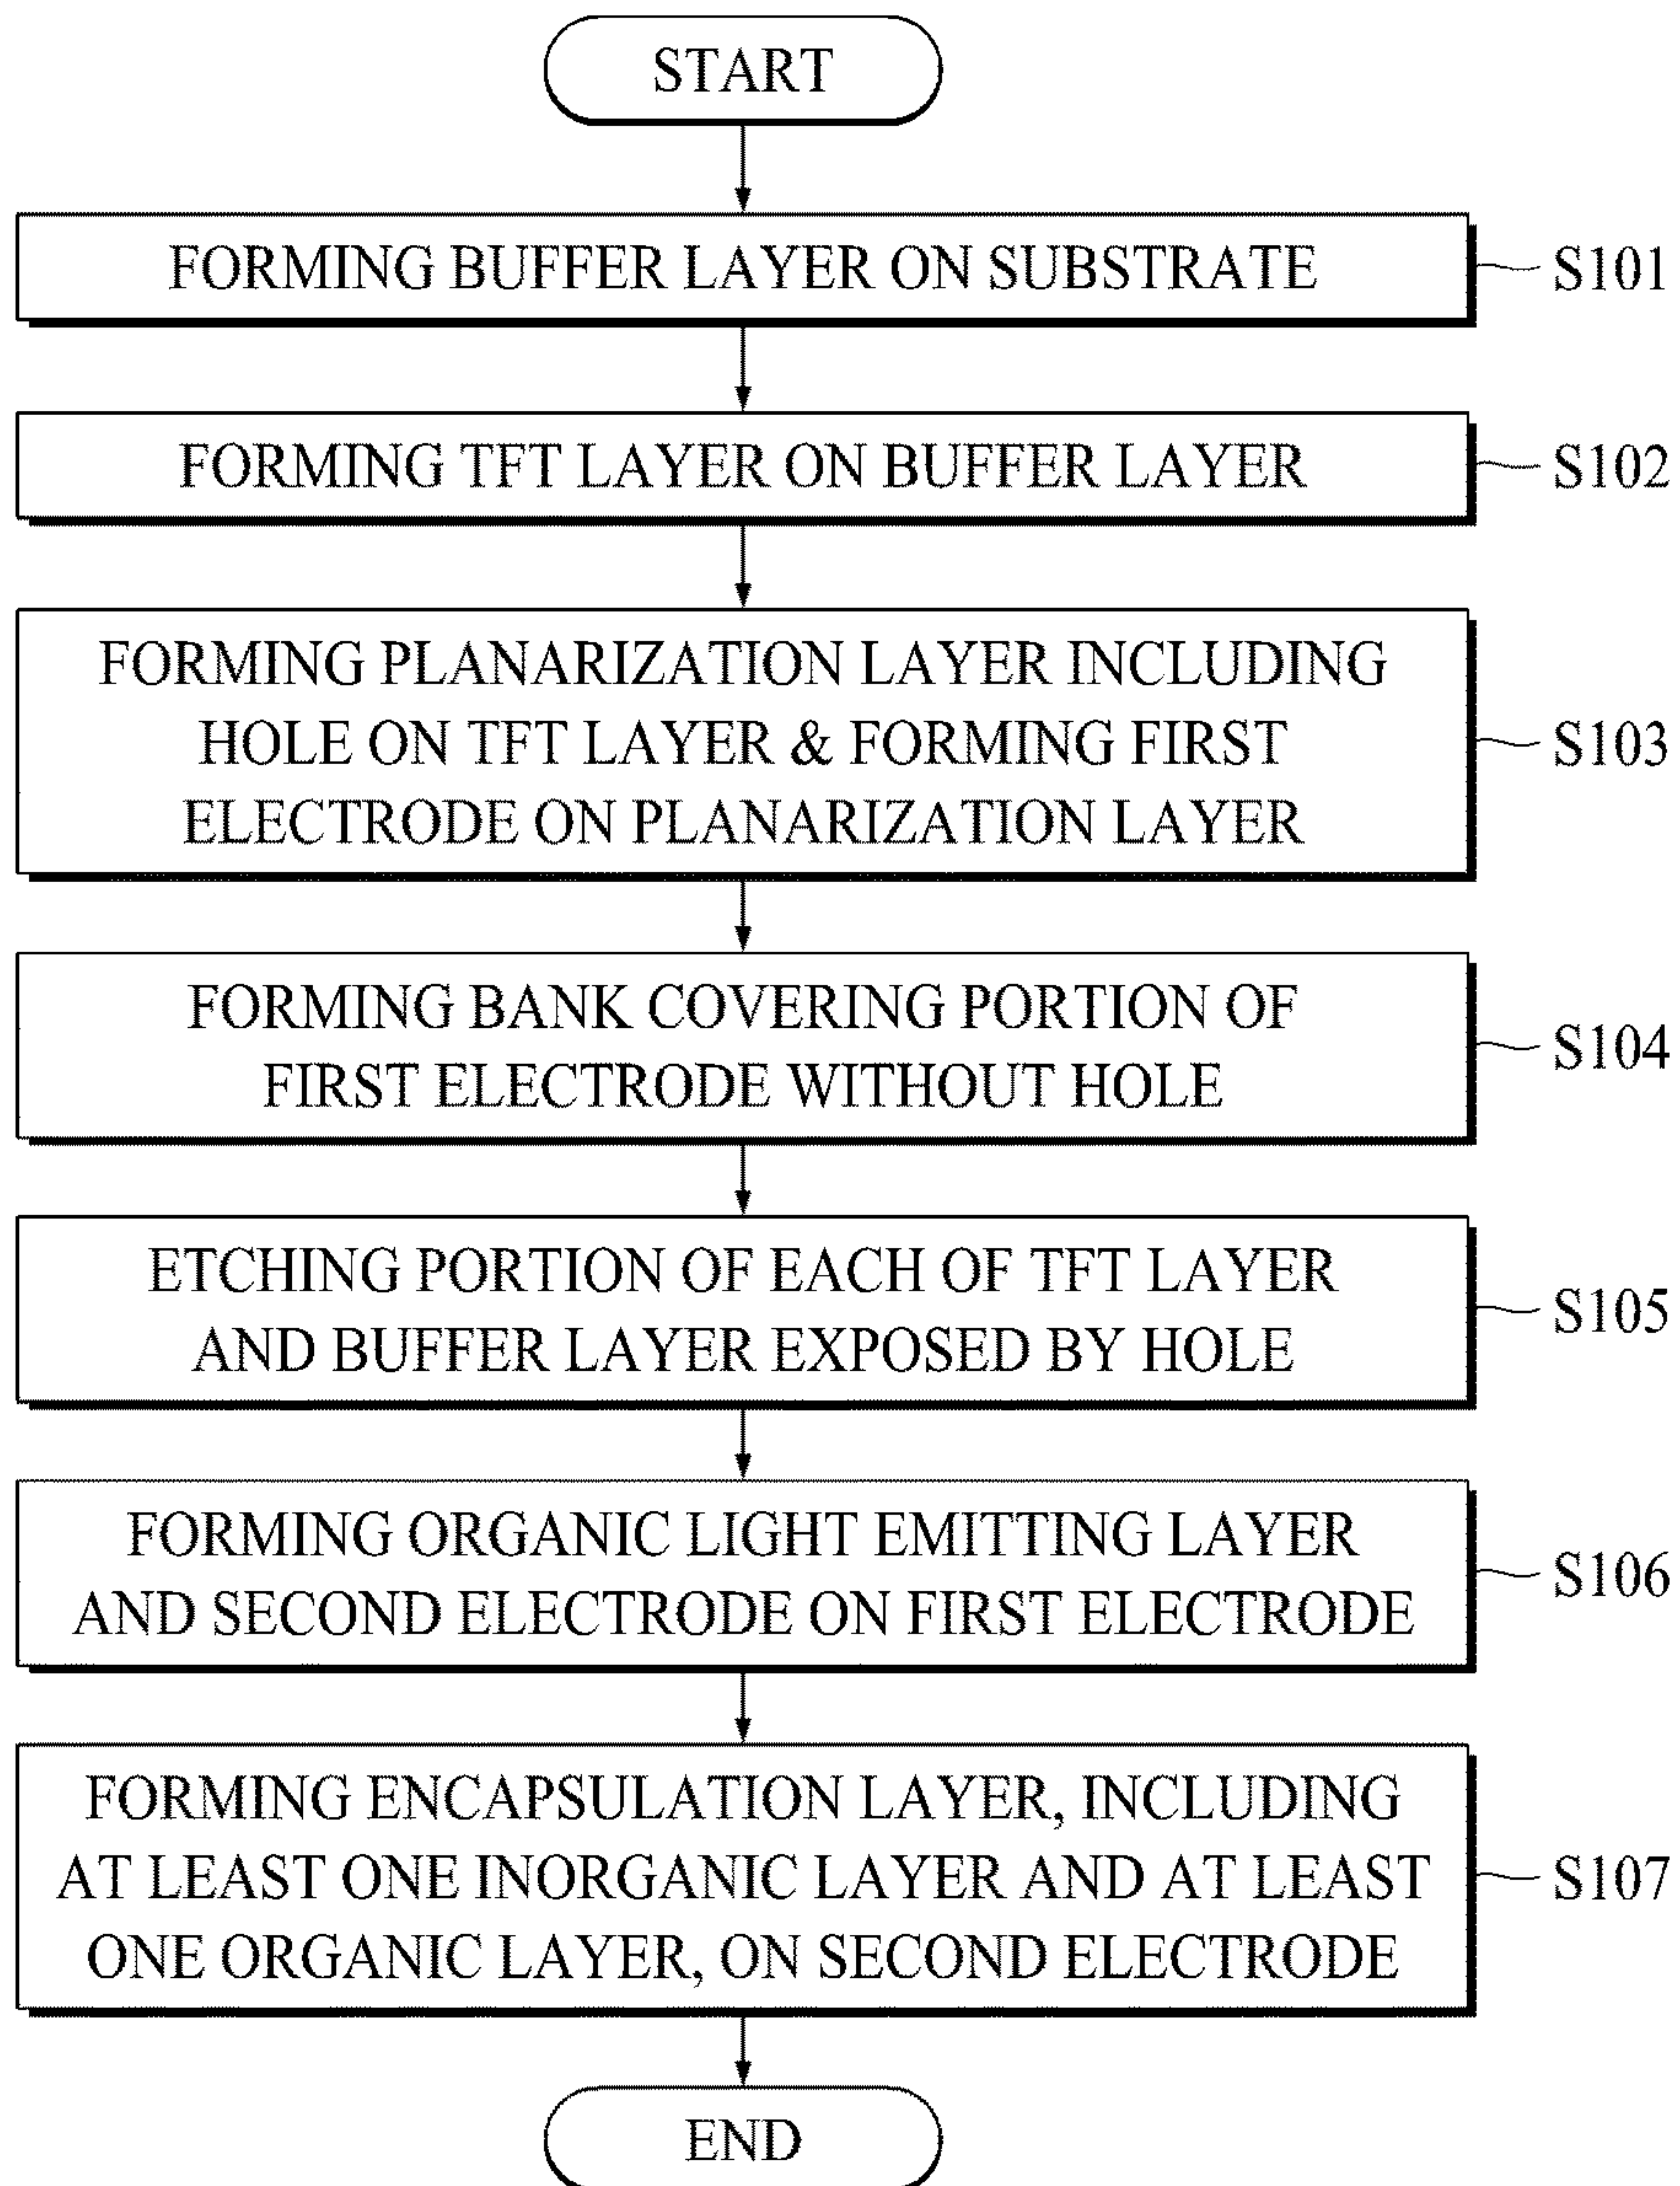 START
FORMING BUFFER LAYER ON SUBSTRATE
S101
FORMING TFT LAYER ON BUFFER LAYER
S102
FORMING PLANARIZATION LAYER INCLUDING
HOLE ON TFT LAYER & FORMING FIRST
ELECTRODE ON PLANARIZATION LAYER
S103
FORMING BANK COVERING PORTION OF
FIRST ELECTRODE WITHOUT HOLE
S104
ETCHING PORTION OF EACH OF TFT LAYER
AND BUFFER LAYER EXPOSED BY HOLE
S105
FORMING ORGANIC LIGHT EMITTING LAYER
AND SECOND ELECTRODE ON FIRST ELECTRODE
S106
FORMING ENCAPSULATION LAYER, INCLUDING
AT LEAST ONE INORGANIC LAYER AND AT LEAST
ONE ORGANIC LAYER, ON SECOND ELECTRODE
S107
END